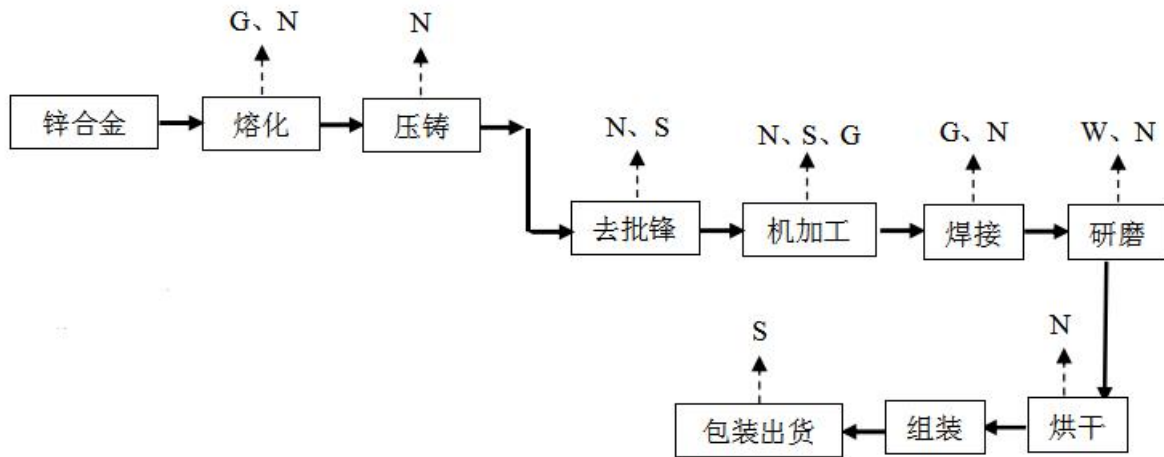 G、N
N
锌合金
熔化
压铸
N、S
N、S、G
G、N
W、N
去批锋
机加工
焊接
研磨
S
N
包装出货
组装
烘干